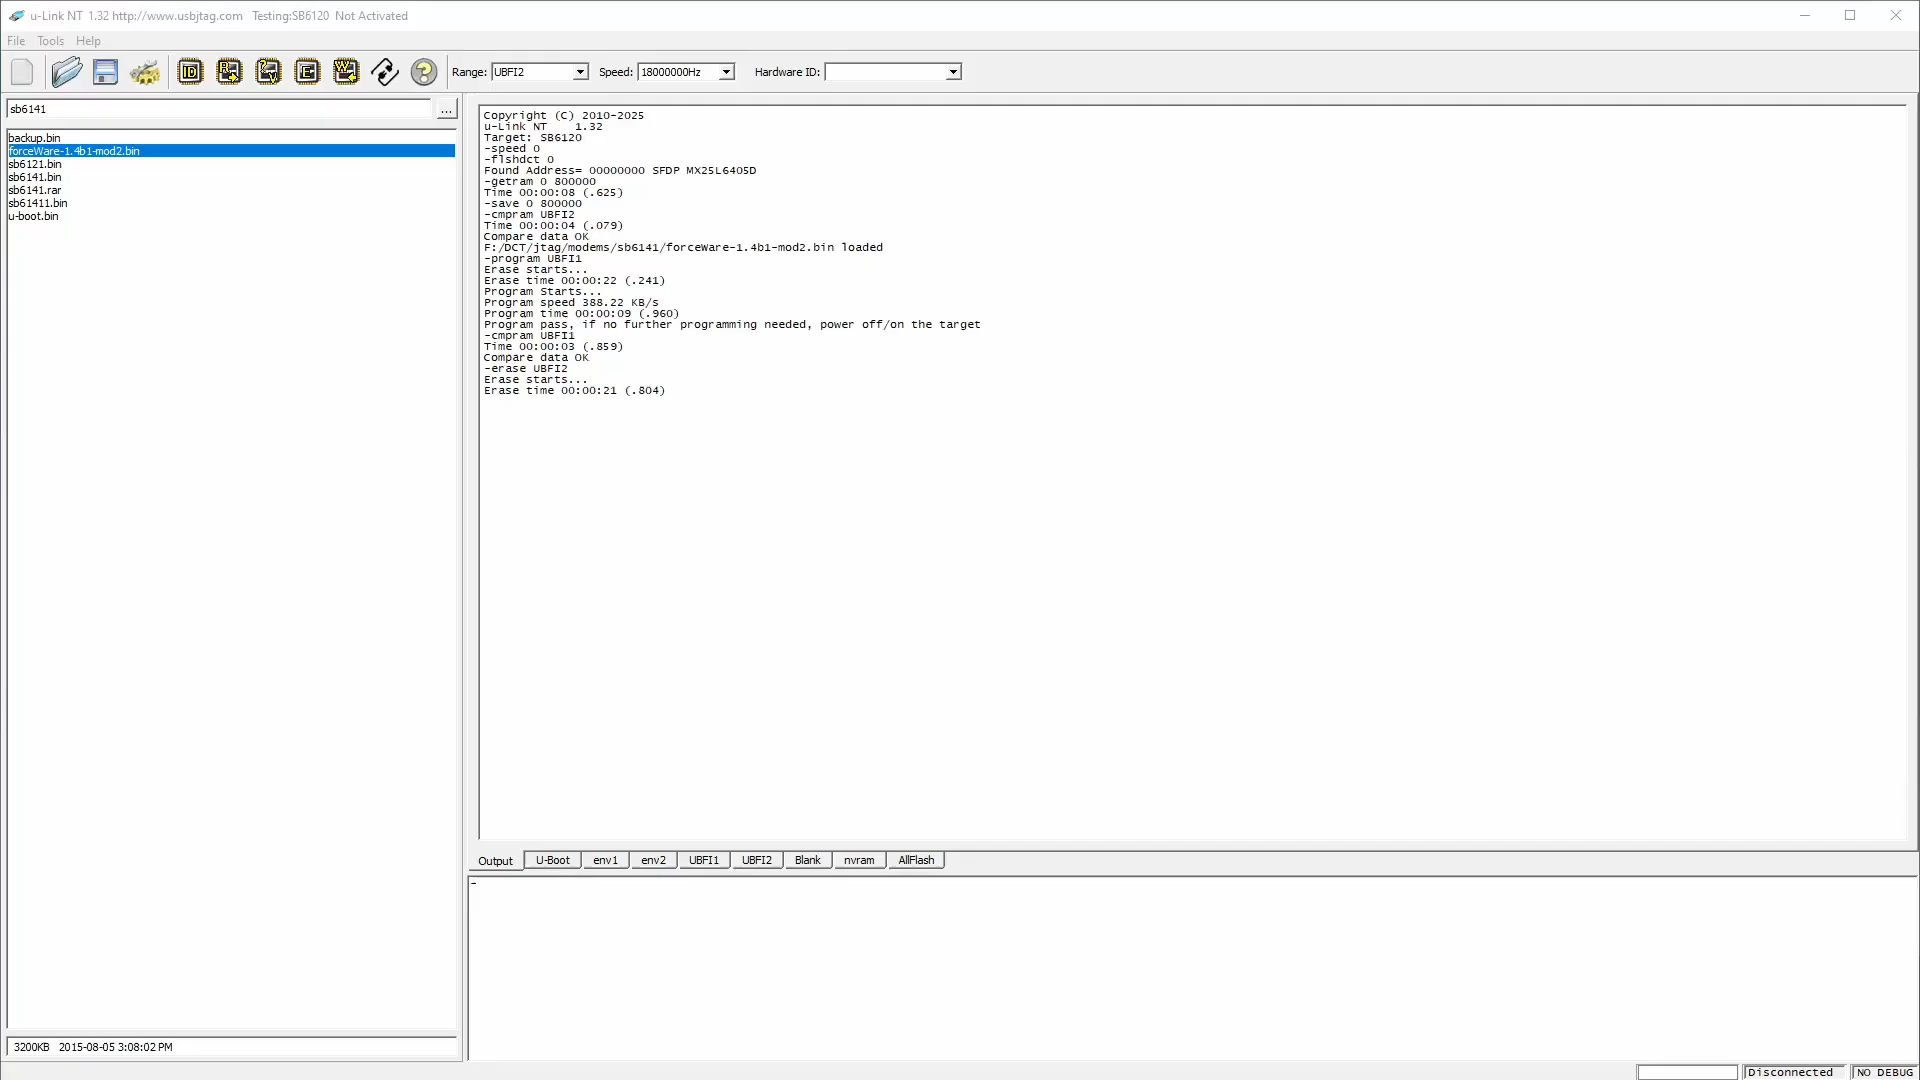 u-Link NT 1.32 http://www.usbjtag.com Testing:SB6120 Not Activated
File Tools Help
ID R ?V E W
Range: UBFI2 Speed: 18000000Hz Hardware ID:
sb6141 ...
backup.bin
forceWare-1.4b1-mod2.bin
sb6121.bin
sb6141.bin
sb6141.rar
sb61411.bin
u-boot.bin
3200KB 2015-08-05 3:08:02 PM
Copyright (C) 2010-2025
u-Link NT 1.32
Target: SB6120
-speed 0
-flshdct 0
Found Address= 00000000 SFDP MX25L6405D
-getram 0 800000
Time 00:00:08 (.625)
-save 0 800000
-cmpram UBFI2
Time 00:00:04 (.079)
Compare data OK
F:/DCT/jtag/modems/sb6141/forceWare-1.4b1-mod2.bin loaded
-program UBFI1
Erase starts...
Erase time 00:00:22 (.241)
Program Starts...
Program speed 388.22 KB/s
Program time 00:00:09 (.960)
Program pass, if no further programming needed, power off/on the target
-cmpram UBFI1
Time 00:00:03 (.859)
Compare data OK
-erase UBFI2
Erase starts...
Erase time 00:00:21 (.804)
Output U-Boot env1 env2 UBFI1 UBFI2 Blank nvram AllFlash
-
Disconnected NO DEBUG